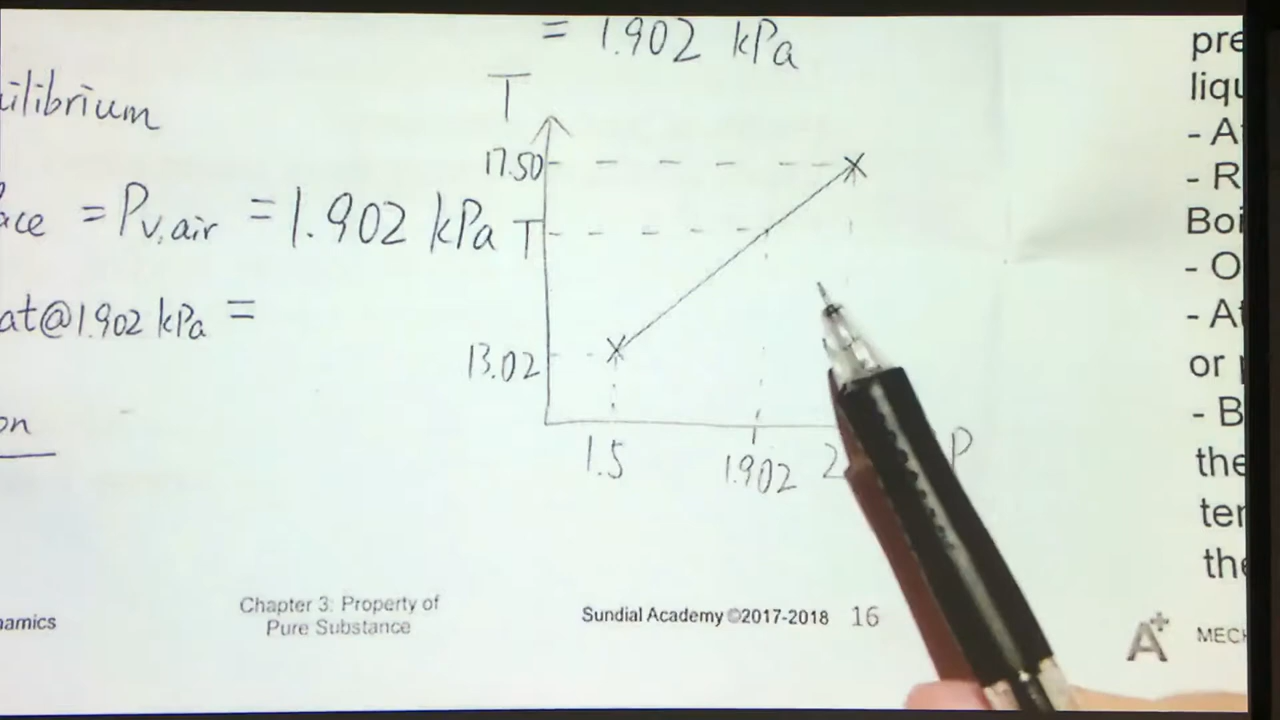 = 1.902 kPa
T
ilibrium
17.50
ace = Pv,air = 1.902 kPa
T
at@1.902 kPa =
13.02
on
1.5
1.902
2
P
namics
Chapter 3: Property of
Pure Substance
Sundial Academy ©2017-2018
16
pre
liqu
- A
- R
Boi
- O
- A
or
- B
the
ter
the
A+
MECH